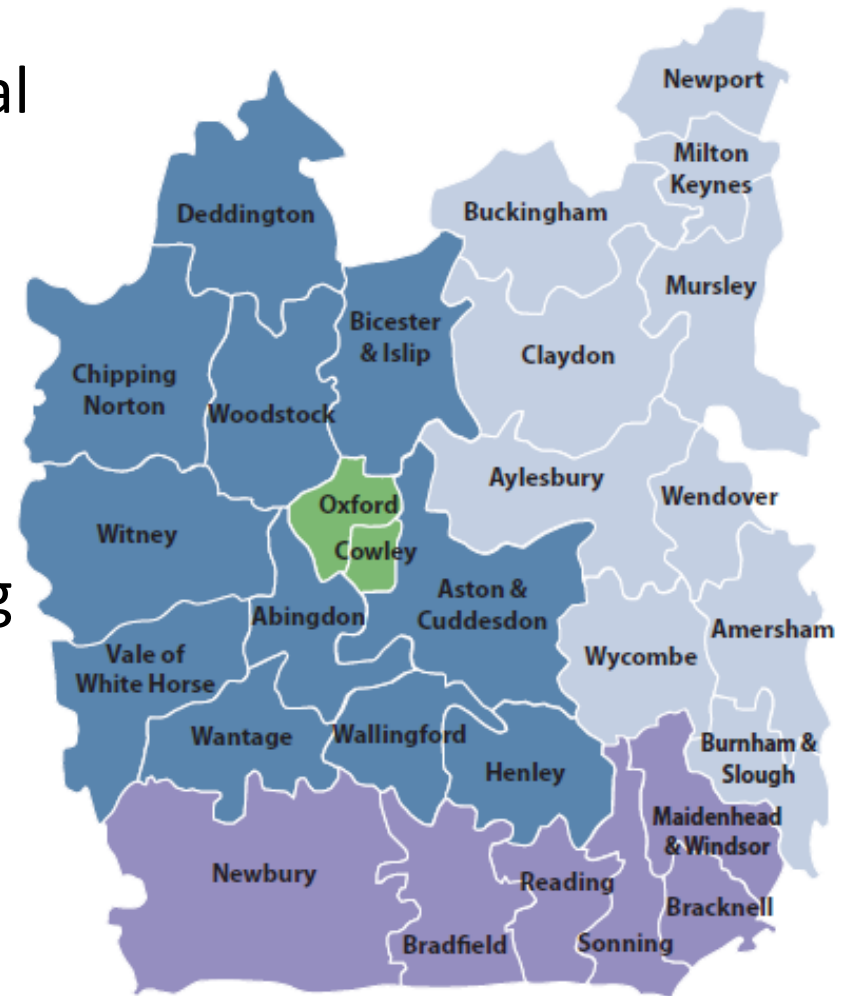 al
g
Newport
Milton
Keynes
Buckingham
Deddington
Mursley
Bicester
& Islip
Claydon
Chipping
Norton
Woodstock
Aylesbury
Wendover
Oxford
Witney
Cowley
Aston &
Cuddesdon
Abingdon
Amersham
Wycombe
Vale of
White Horse
Wantage
Wallingford
Burnham &
Slough
Henley
Maidenhead
& Windsor
Newbury
Reading
Bracknell
Bradfield
Sonning